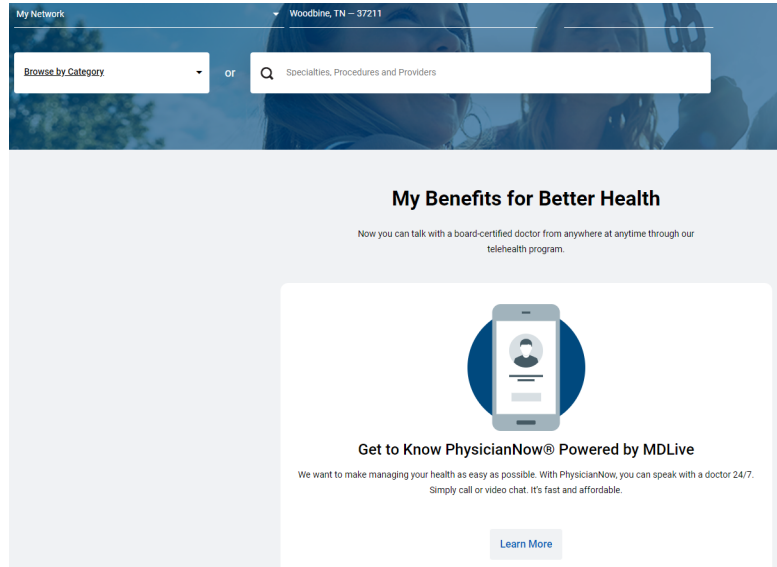 My Network
Woodbine, TN — 37211
Browse by Category
or
Specialties, Procedures and Providers
My Benefits for Better Health
Now you can talk with a board-certified doctor from anywhere at anytime through our
telehealth program.
Get to Know PhysicianNow® Powered by MDLive
We want to make managing your health as easy as possible. With PhysicianNow, you can speak with a doctor 24/7.
Simply call or video chat. It's fast and affordable.
Learn More